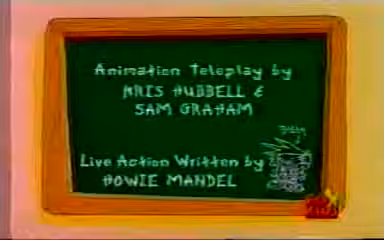 Animation Teleplay by
KRIS HUBBELL &
SAM GRAHAM
Live Action Written by
HOWIE MANDEL